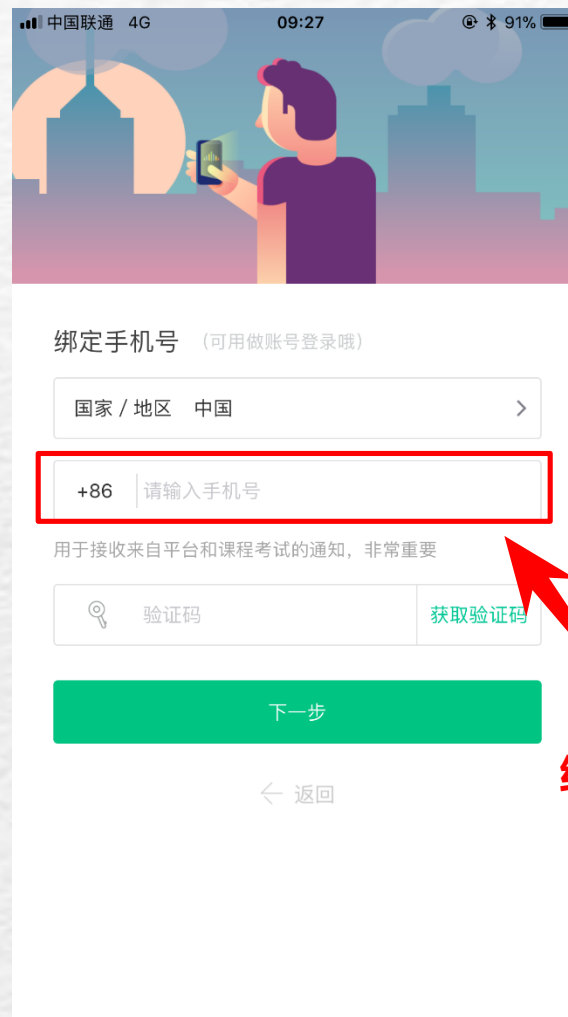 中国联通 4G 09:27 91%
绑定手机号 (可用做账号登录哦)
国家 / 地区 中国
+86 请输入手机号
用于接收来自平台和课程考试的通知，非常重要
验证码 获取验证码
下一步
返回